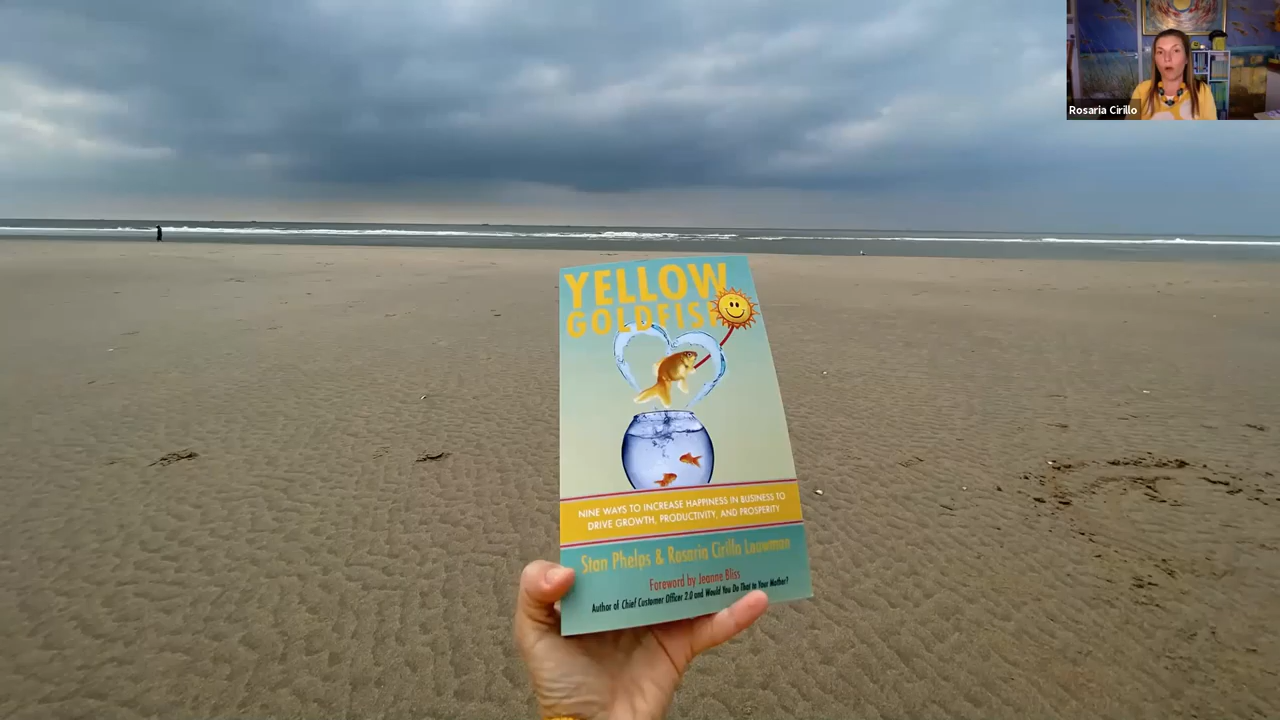 Rosaria Cirillo
YELLOW
GOLDFISH
NINE WAYS TO INCREASE HAPPINESS IN BUSINESS TO
DRIVE GROWTH, PRODUCTIVITY, AND PROSPERITY
Stan Phelps & Rosaria Cirillo Louwman
Foreword by Jeanne Bliss
Author of Chief Customer Officer 2.0 and Would You Do That to Your Mother?